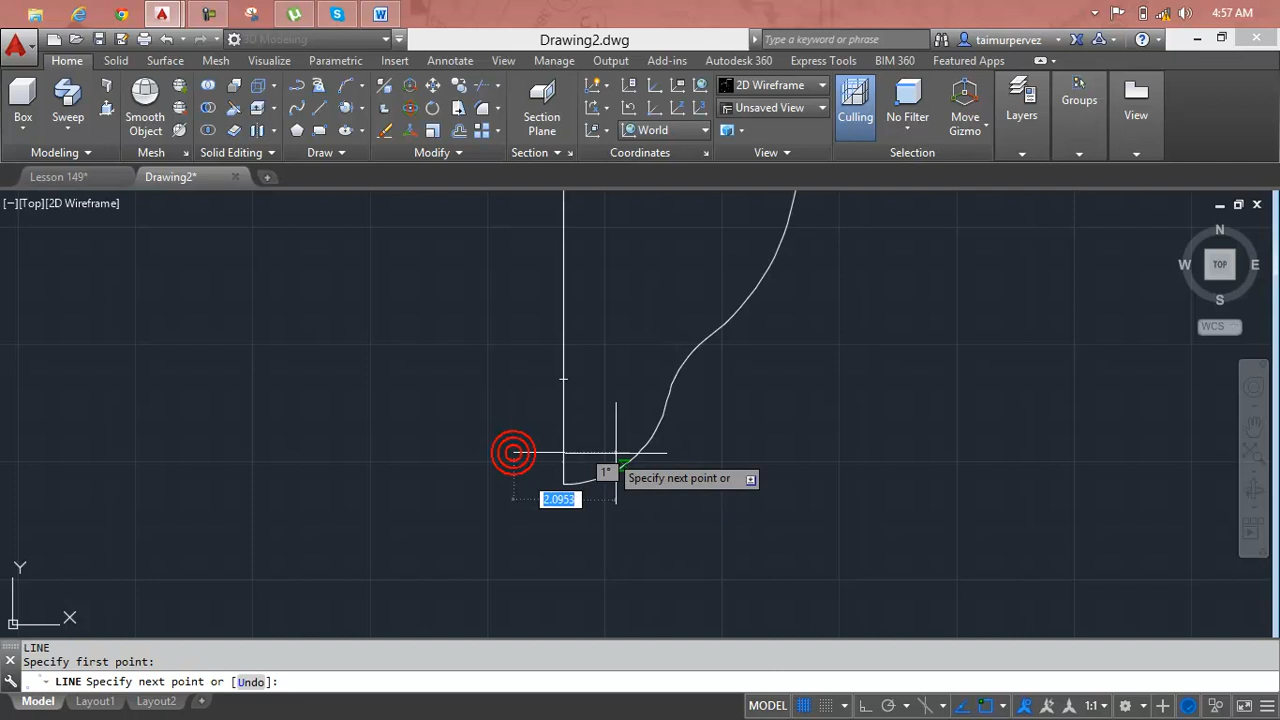 4:57 AM
3D Modeling
Drawing2.dwg
Type a keyword or phrase
taimurpervez
Home Solid Surface Mesh Visualize Parametric Insert Annotate View Manage Output Add-ins Autodesk 360 Express Tools BIM 360 Featured Apps
2D Wireframe
Unsaved View
World
Box
Sweep
Smooth
Object
Section
Plane
Culling
No Filter
Move
Gizmo
Layers
Groups
View
Modeling
Mesh
Solid Editing
Draw
Modify
Section
Coordinates
View
Selection
Lesson 149*
Drawing2*
[−][Top][2D Wireframe]
N
W
TOP
E
S
WCS
1°
Specify next point or
2.0953
Y
X
LINE
Specify first point:
LINE Specify next point or [Undo]:
Model Layout1 Layout2
MODEL
1:1